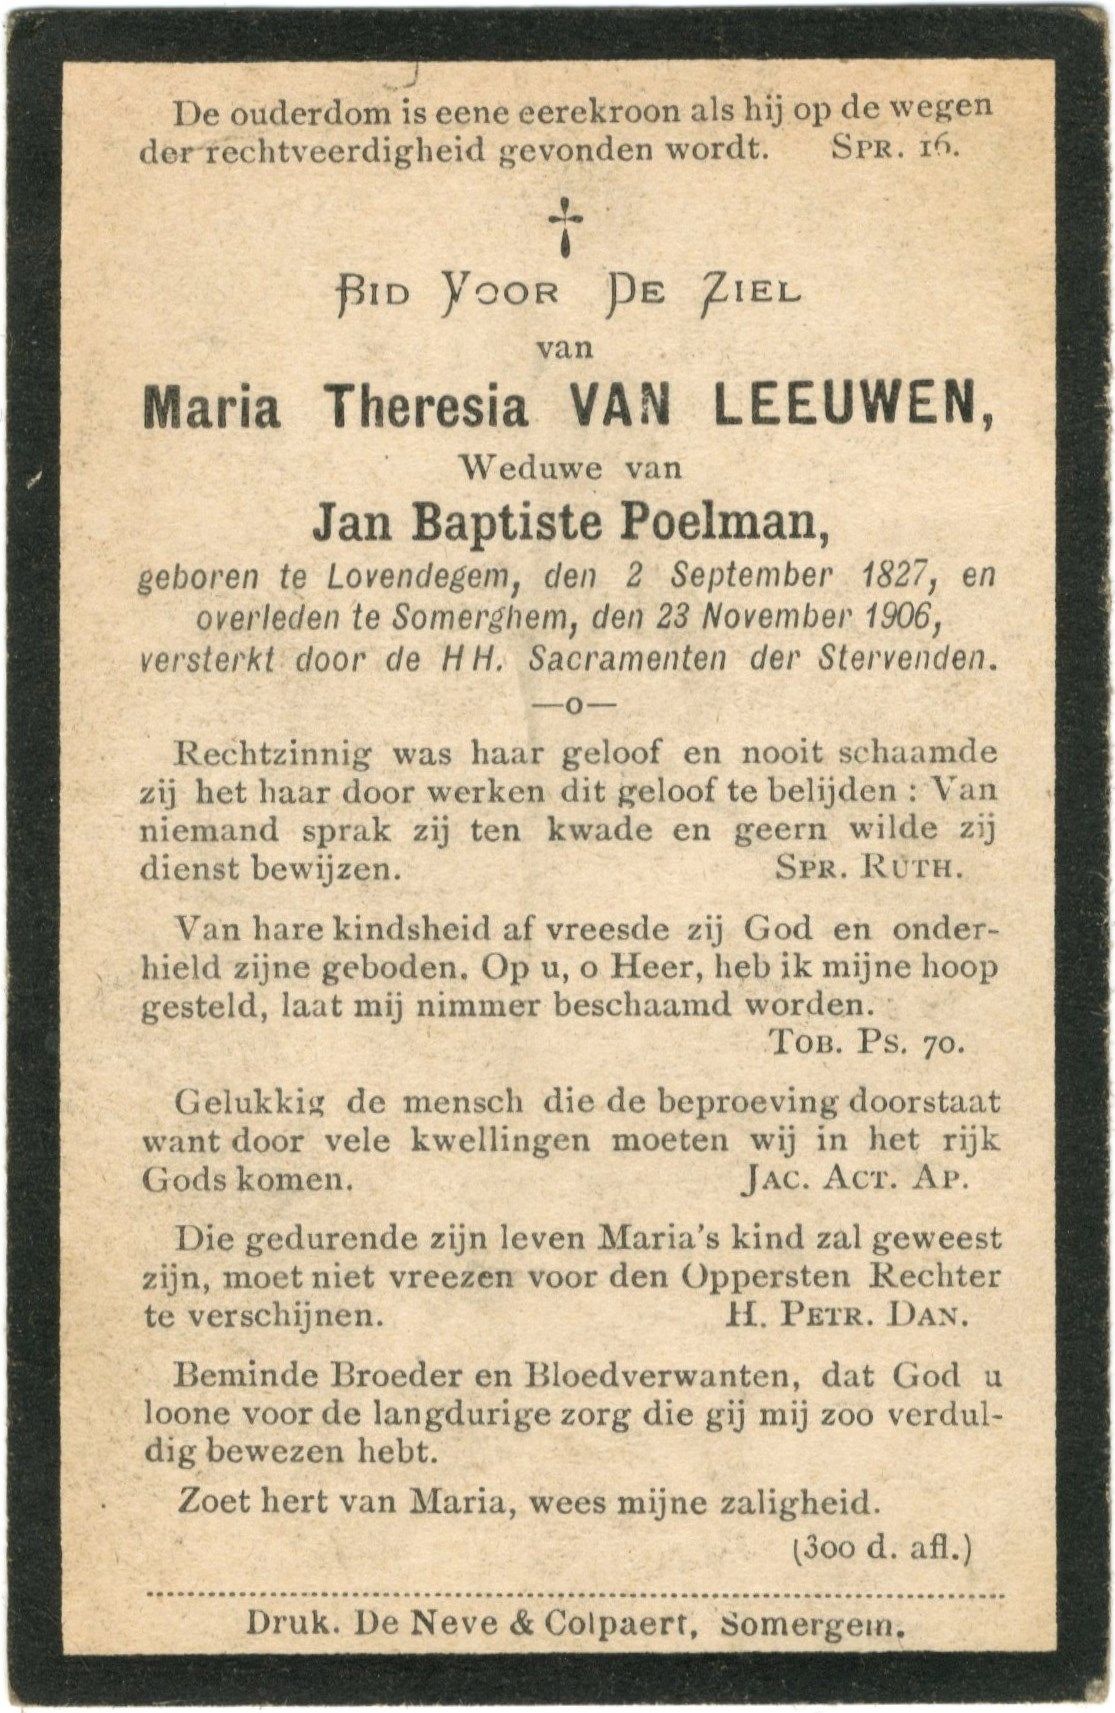 De ouderdom is eene eerekroon als hij op de wegen
der rechtveerdigheid gevonden wordt. Spr. 16.
Bid Voor De Ziel
van
Maria Theresia VAN LEEUWEN,
Weduwe van
Jan Baptiste Poelman,
geboren te Lovendegem, den 2 September 1827, en
overleden te Somerghem, den 23 November 1906,
versterkt door de HH. Sacramenten der Stervenden.
—o—
Rechtzinnig was haar geloof en nooit schaamde
zij het haar door werken dit geloof te belijden : Van
niemand sprak zij ten kwade en geern wilde zij
dienst bewijzen. Spr. Ruth.
Van hare kindsheid af vreesde zij God en onder-
hield zijne geboden. Op u, o Heer, heb ik mijne hoop
gesteld, laat mij nimmer beschaamd worden.
Tob. Ps. 70.
Gelukkig de mensch die de beproeving doorstaat
want door vele kwellingen moeten wij in het rijk
Gods komen. Jac. Act. Ap.
Die gedurende zijn leven Maria's kind zal geweest
zijn, moet niet vreezen voor den Oppersten Rechter
te verschijnen. H. Petr. Dan.
Beminde Broeder en Bloedverwanten, dat God u
loone voor de langdurige zorg die gij mij zoo verdul-
dig bewezen hebt.
Zoet hert van Maria, wees mijne zaligheid.
(300 d. afl.)
Druk. De Neve & Colpaert, Somergem.